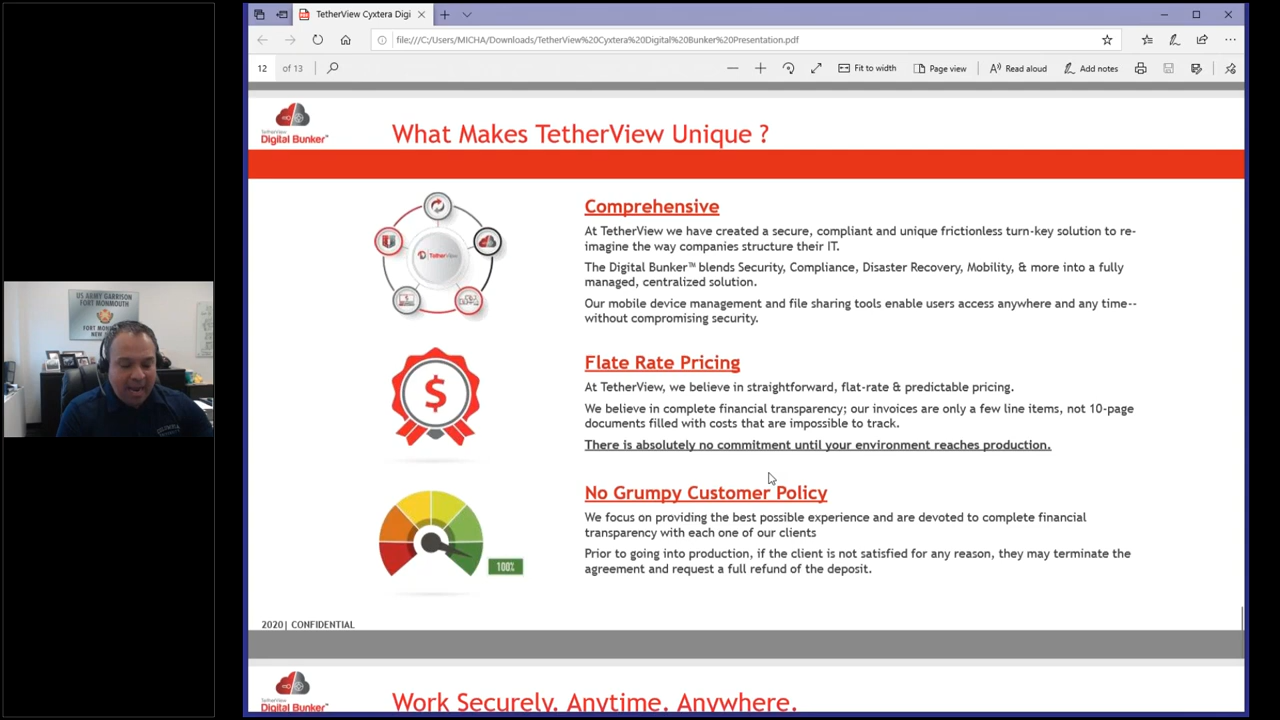 TetherView Cyxtera Digi
file:///C:/Users/MICHA/Downloads/TetherView%20Cyxtera%20Digital%20Bunker%20Presentation.pdf
12 of 13
Fit to width
Page view
Read aloud
Add notes
TetherView
Digital Bunker™
What Makes TetherView Unique ?
TetherView
Comprehensive
At TetherView we have created a secure, compliant and unique frictionless turn-key solution to re-
imagine the way companies structure their IT.
The Digital Bunker™ blends Security, Compliance, Disaster Recovery, Mobility, & more into a fully
managed, centralized solution.
Our mobile device management and file sharing tools enable users access anywhere and any time--
without compromising security.
$
Flate Rate Pricing
At TetherView, we believe in straightforward, flat-rate & predictable pricing.
We believe in complete financial transparency; our invoices are only a few line items, not 10-page
documents filled with costs that are impossible to track.
There is absolutely no commitment until your environment reaches production.
100%
No Grumpy Customer Policy
We focus on providing the best possible experience and are devoted to complete financial
transparency with each one of our clients
Prior to going into production, if the client is not satisfied for any reason, they may terminate the
agreement and request a full refund of the deposit.
2020| CONFIDENTIAL
TetherView
Digital Bunker™
Work Securely. Anytime. Anywhere.
US ARMY GARRISON
FORT MONMOUTH